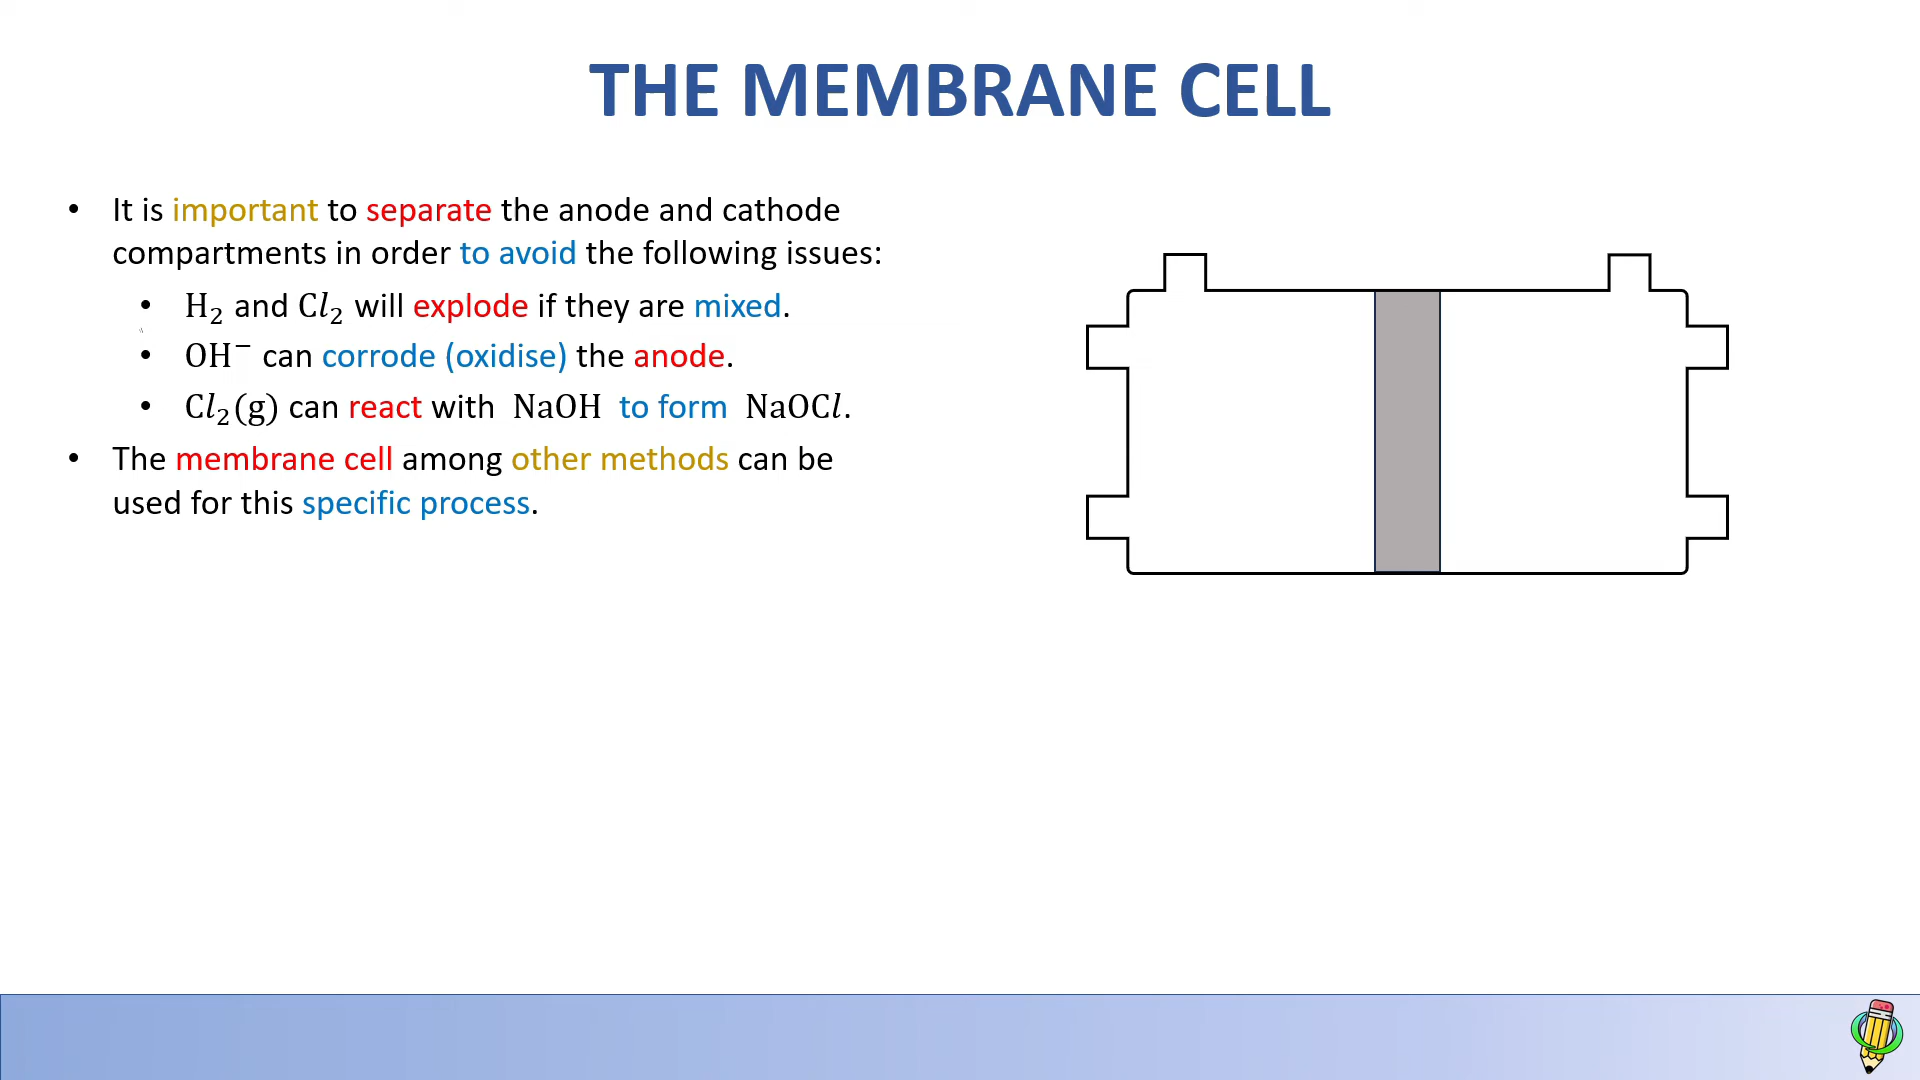 THE MEMBRANE CELL
• It is important to separate the anode and cathode
compartments in order to avoid the following issues:
• H₂ and Cl₂ will explode if they are mixed.
• OH⁻ can corrode (oxidise) the anode.
• Cl₂(g) can react with NaOH to form NaOCl.
• The membrane cell among other methods can be
used for this specific process.